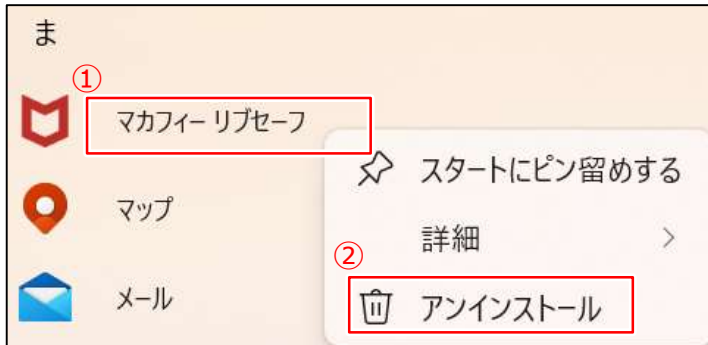 ま
①
マカフィー リブセーフ
スタートにピン留めする
マップ
詳細
②
メール
アンインストール